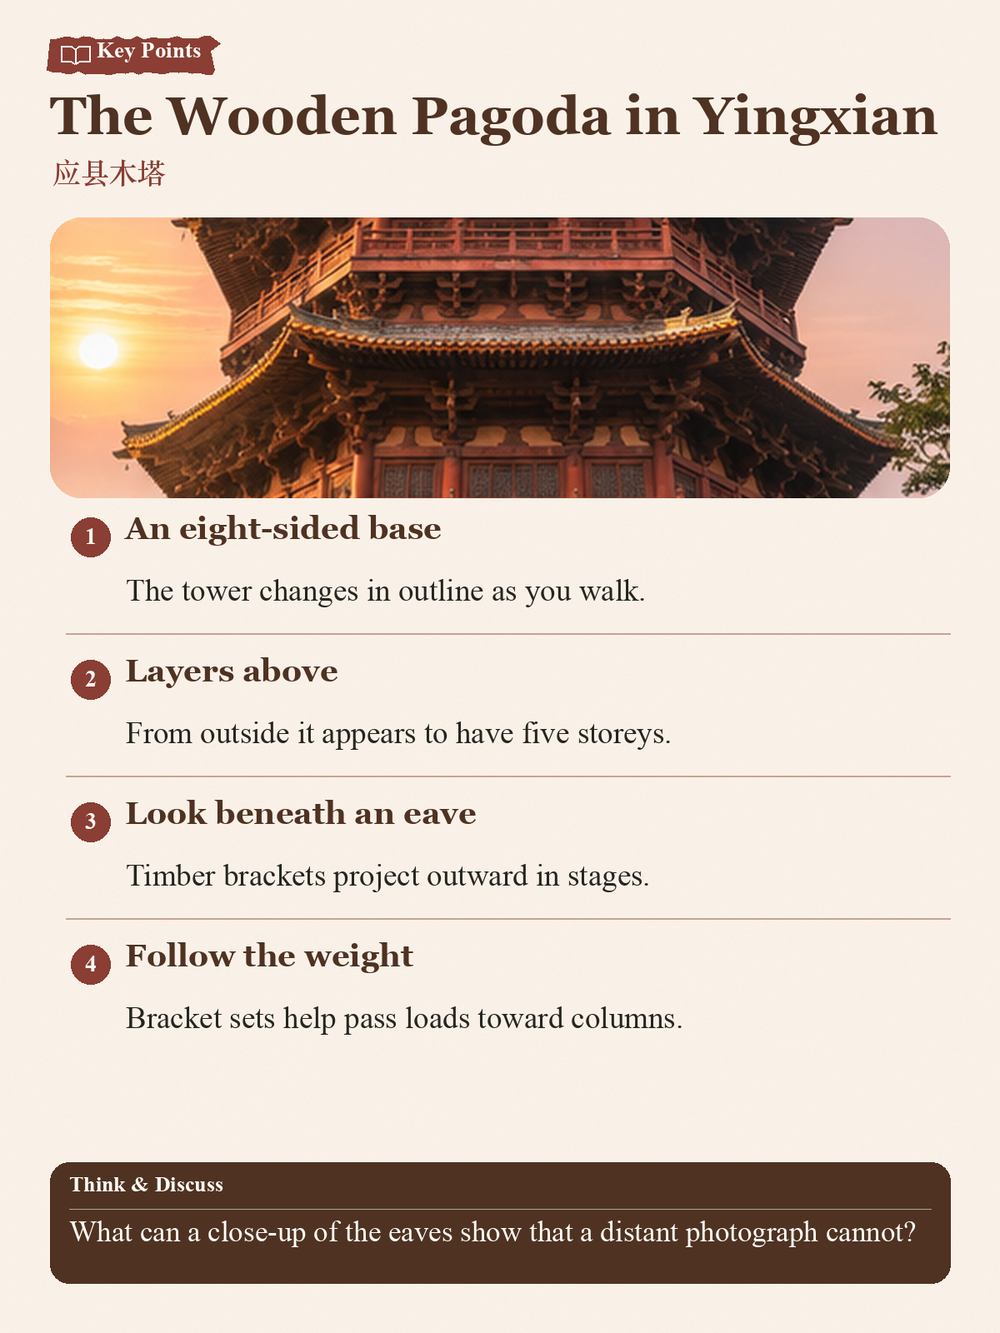 Key Points
The Wooden Pagoda in Yingxian
应县木塔
1 An eight-sided base
The tower changes in outline as you walk.
2 Layers above
From outside it appears to have five storeys.
3 Look beneath an eave
Timber brackets project outward in stages.
4 Follow the weight
Bracket sets help pass loads toward columns.
Think & Discuss
What can a close-up of the eaves show that a distant photograph cannot?